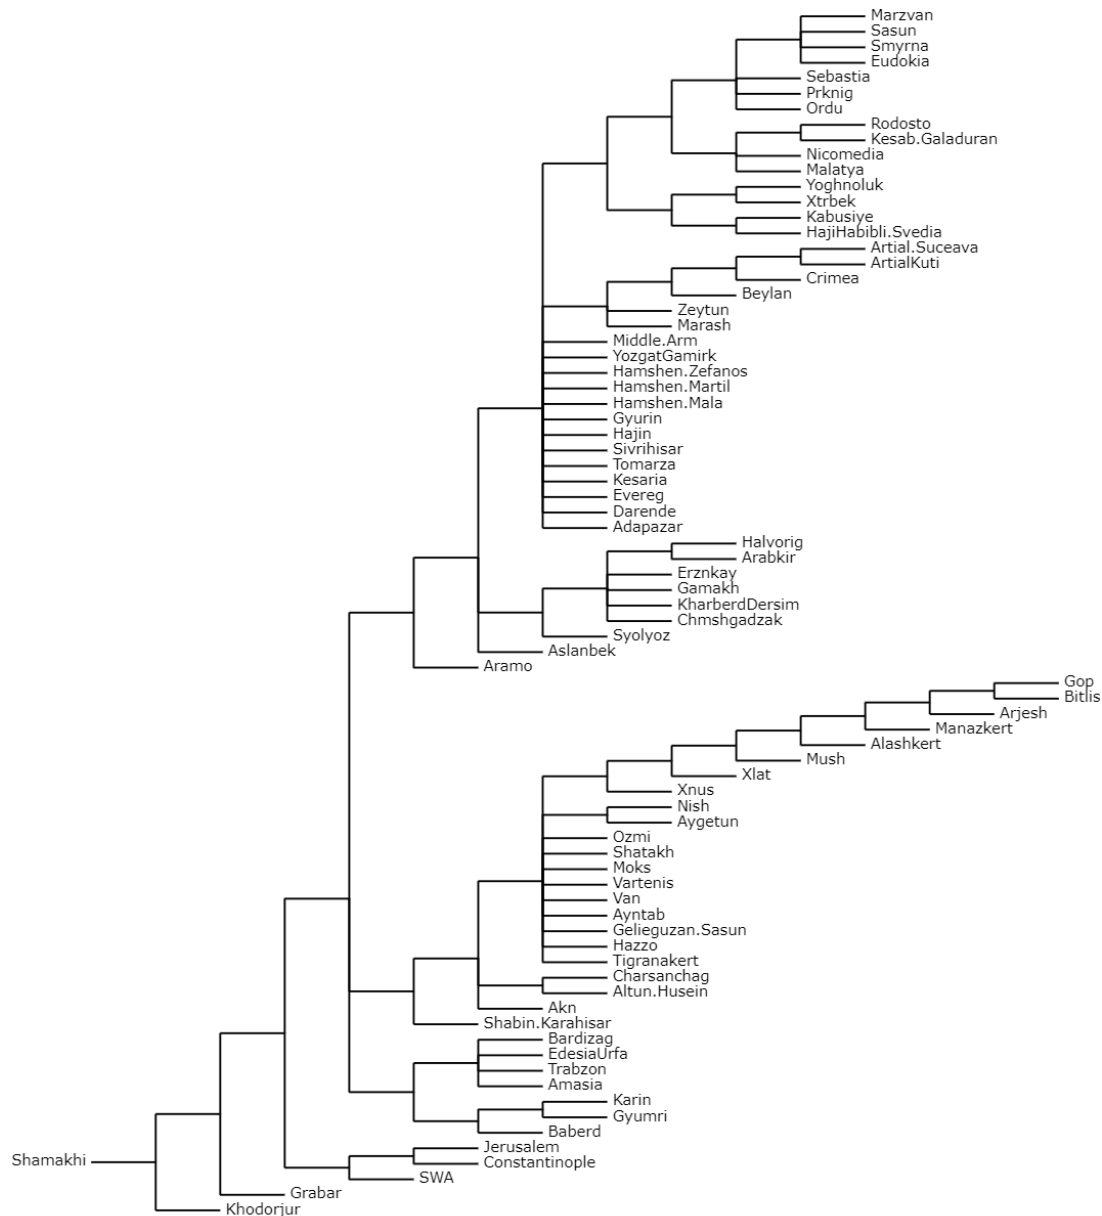 Marzvan
Sasun
Smyrna
Eudokia
Sebastia
Prknig
Ordu
Rodosto
Kesab.Galaduran
Nicomedia
Malatya
Yoghnoluk
Xtrbek
Kabusiye
HajiHabibli.Svedia
Artial.Suceava
ArtialKuti
Crimea
Beylan
Zeytun
Marash
Middle.Arm
YozgatGamirk
Hamshen.Zefanos
Hamshen.Martil
Hamshen.Mala
Gyurin
Hajin
Sivrihisar
Tomarza
Kesaria
Evereg
Darende
Adapazar
Halvorig
Arabkir
Erznkay
Gamakh
KharberdDersim
Chmshgadzak
Syolyoz
Aslanbek
Aramo
Gop
Bitlis
Arjesh
Manazkert
Alashkert
Mush
Xlat
Xnus
Nish
Aygetun
Ozmi
Shatakh
Moks
Vartenis
Van
Ayntab
Gelieguzan.Sasun
Hazzo
Tigranakert
Charsanchag
Altun.Husein
Akn
Shabin.Karahisar
Bardizag
EdesiaUrfa
Trabzon
Amasia
Karin
Gyumri
Baberd
Jerusalem
Shamakhi
Constantinople
SWA
Grabar
Khodorjur